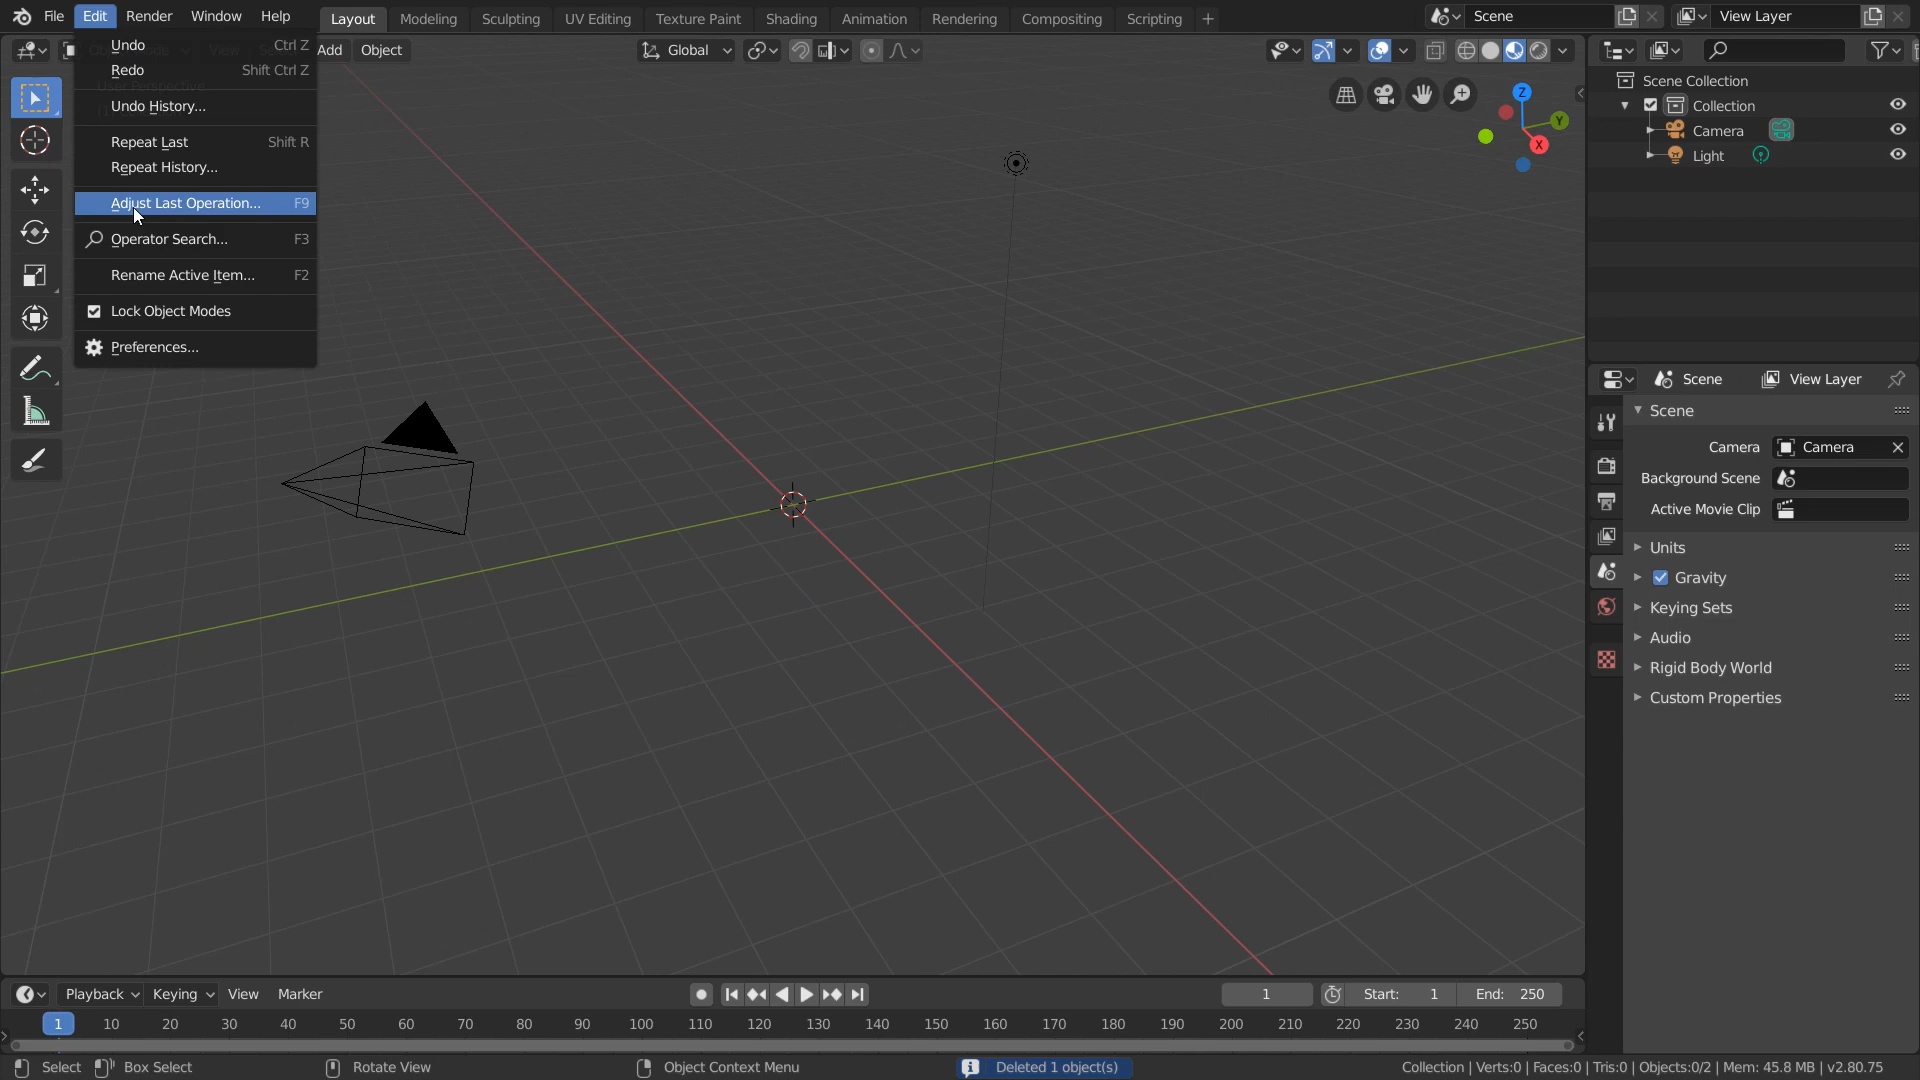 File Edit Render Window Help Layout Modeling Sculpting UV Editing Texture Paint Shading Animation Rendering Compositing Scripting + Scene View Layer
Add Object Global
Undo Ctrl Z
Redo Shift Ctrl Z
Undo History...
Repeat Last Shift R
Repeat History...
Adjust Last Operation... F9
Operator Search... F3
Rename Active Item... F2
Lock Object Modes
Preferences...
Z
Y
X
Scene Collection
Collection
Camera
Light
Scene View Layer
Scene
Camera Camera
Background Scene
Active Movie Clip
Units
Gravity
Keying Sets
Audio
Rigid Body World
Custom Properties
Playback Keying View Marker 1 Start: 1 End: 250
1 10 20 30 40 50 60 70 80 90 100 110 120 130 140 150 160 170 180 190 200 210 220 230 240 250
Select Box Select Rotate View Object Context Menu Deleted 1 object(s) Collection | Verts:0 | Faces:0 | Tris:0 | Objects:0/2 | Mem: 45.8 MB | v2.80.75